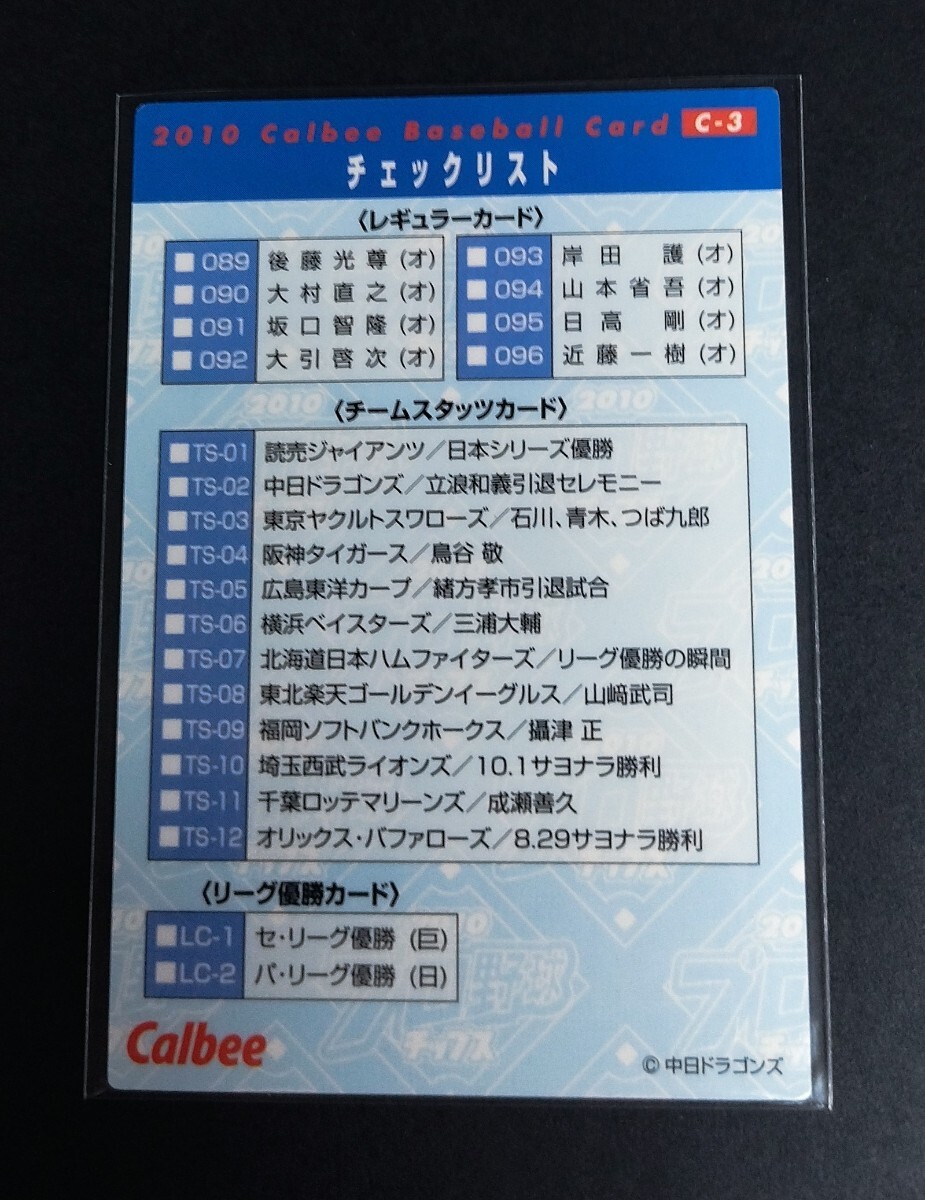 2010 Calbee Baseball Card C-3
チェックリスト
〈レギュラーカード〉
089 後藤光尊(オ)
090 大村直之(オ)
091 坂口智隆(オ)
092 大引啓次(オ)
093 岸田 護(オ)
094 山本省吾(オ)
095 日高 剛(オ)
096 近藤一樹(オ)
〈チームスタッツカード〉
TS-01 読売ジャイアンツ/日本シリーズ優勝
TS-02 中日ドラゴンズ/立浪和義引退セレモニー
TS-03 東京ヤクルトスワローズ/石川、青木、つば九郎
TS-04 阪神タイガース/鳥谷 敬
TS-05 広島東洋カープ/緒方孝市引退試合
TS-06 横浜ベイスターズ/三浦大輔
TS-07 北海道日本ハムファイターズ/リーグ優勝の瞬間
TS-08 東北楽天ゴールデンイーグルス/山﨑武司
TS-09 福岡ソフトバンクホークス/攝津 正
TS-10 埼玉西武ライオンズ/10.1サヨナラ勝利
TS-11 千葉ロッテマリーンズ/成瀬善久
TS-12 オリックス・バファローズ/8.29サヨナラ勝利
〈リーグ優勝カード〉
LC-1 セ・リーグ優勝(巨)
LC-2 パ・リーグ優勝(日)
Calbee
© 中日ドラゴンズ